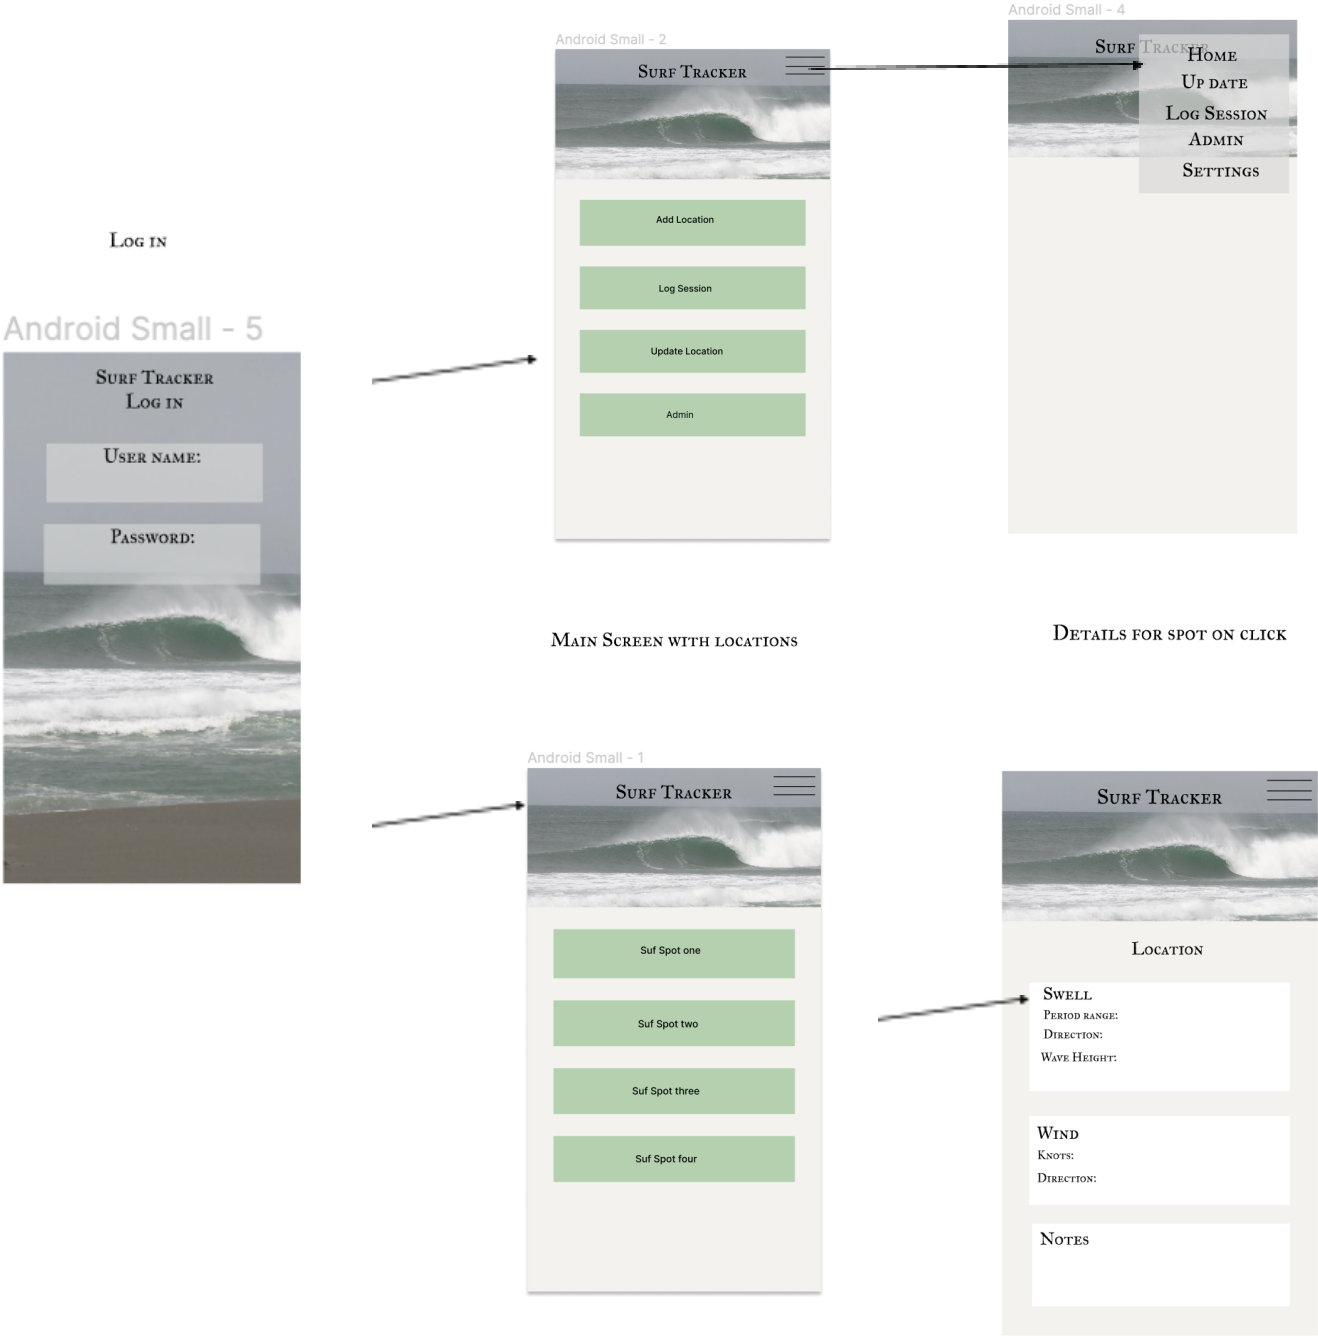 Log in
Android Small - 5
Surf Tracker
Log in
User name:
Password:
Android Small - 2
Surf Tracker
Add Location
Log Session
Update Location
Admin
Android Small - 4
Surf Tracker
Home
Up date
Log Session
Admin
Settings
Main Screen with locations
Android Small - 1
Surf Tracker
Suf Spot one
Suf Spot two
Suf Spot three
Suf Spot four
Details for spot on click
Surf Tracker
Location
Swell
Period range:
Direction:
Wave Height:
Wind
Knots:
Direction:
Notes